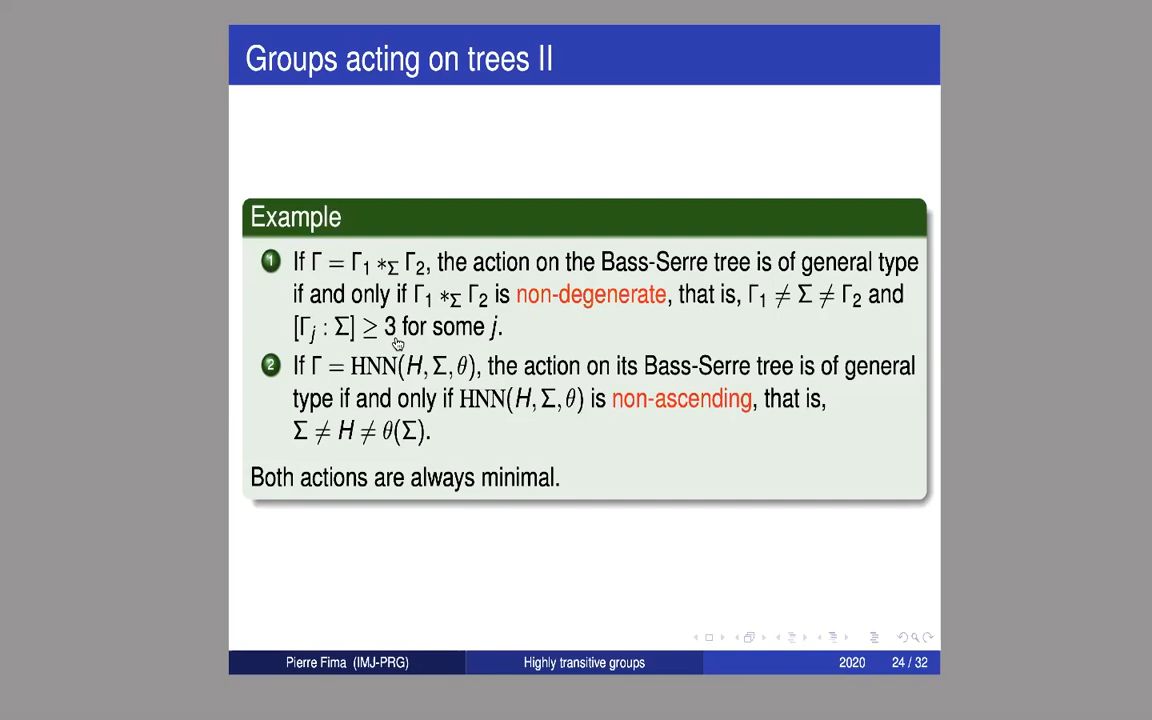 Groups acting on trees II
Example
1 If Γ = Γ₁ ∗_Σ Γ₂, the action on the Bass-Serre tree is of general type
if and only if Γ₁ ∗_Σ Γ₂ is non-degenerate, that is, Γ₁ ≠ Σ ≠ Γ₂ and
[Γⱼ : Σ] ≥ 3 for some j.
2 If Γ = HNN(H, Σ, θ), the action on its Bass-Serre tree is of general
type if and only if HNN(H, Σ, θ) is non-ascending, that is,
Σ ≠ H ≠ θ(Σ).
Both actions are always minimal.
Pierre Fima (IMJ-PRG) Highly transitive groups 2020 24 / 32